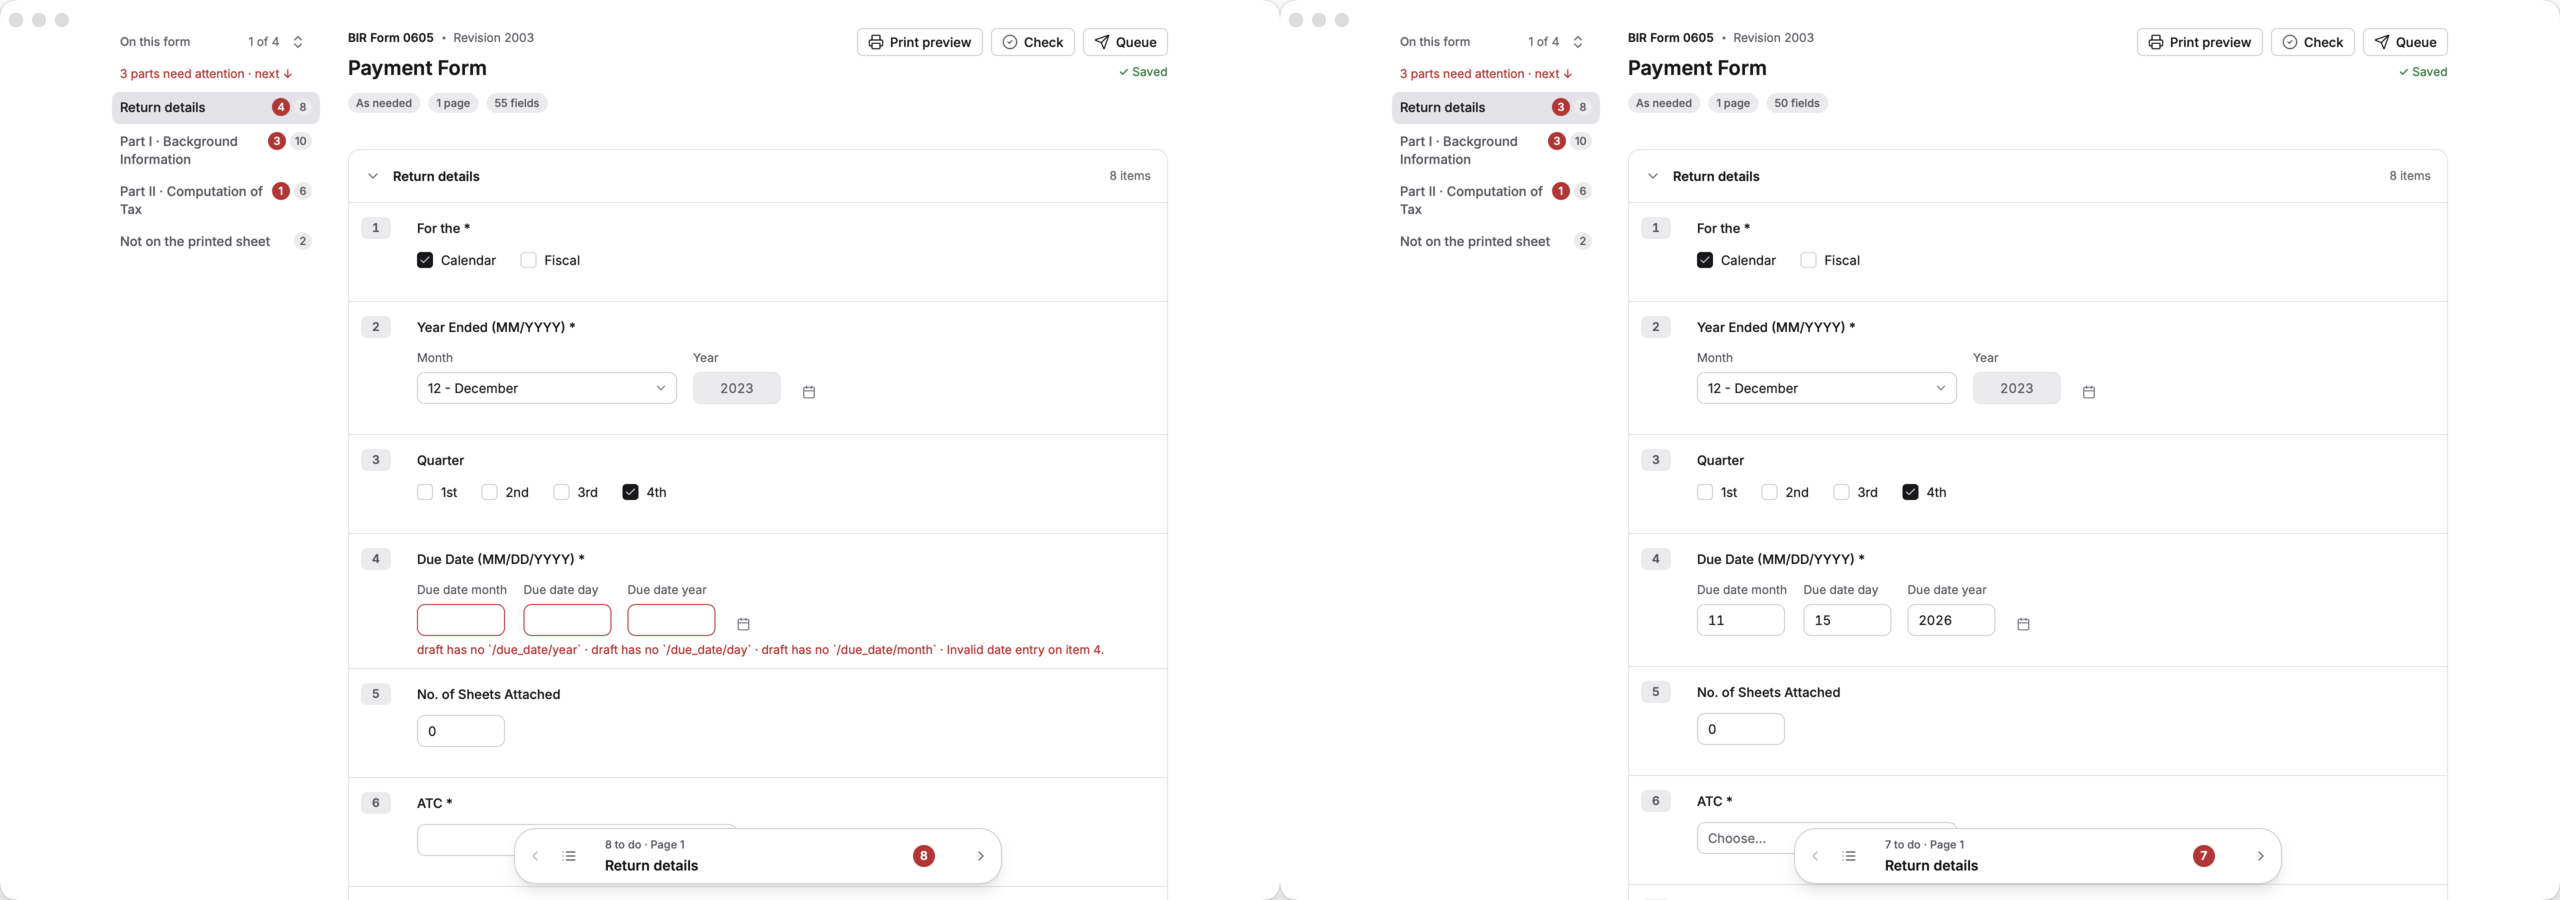 On this form 1 of 4
3 parts need attention · next ↓
Return details 4 8
Part I · Background Information 3 10
Part II · Computation of Tax 1 6
Not on the printed sheet 2
BIR Form 0605 • Revision 2003
Payment Form
Print preview Check Queue
✓ Saved
As needed 1 page 55 fields
Return details 8 items
1 For the *
Calendar Fiscal
2 Year Ended (MM/YYYY) *
Month Year
12 - December 2023
3 Quarter
1st 2nd 3rd 4th
4 Due Date (MM/DD/YYYY) *
Due date month Due date day Due date year
draft has no `/due_date/year` · draft has no `/due_date/day` · draft has no `/due_date/month` · Invalid date entry on item 4.
5 No. of Sheets Attached
0
6 ATC *
8 to do · Page 1
Return details 8
On this form 1 of 4
3 parts need attention · next ↓
Return details 3 8
Part I · Background Information 3 10
Part II · Computation of Tax 1 6
Not on the printed sheet 2
BIR Form 0605 • Revision 2003
Payment Form
Print preview Check Queue
✓ Saved
As needed 1 page 50 fields
Return details 8 items
1 For the *
Calendar Fiscal
2 Year Ended (MM/YYYY) *
Month Year
12 - December 2023
3 Quarter
1st 2nd 3rd 4th
4 Due Date (MM/DD/YYYY) *
Due date month Due date day Due date year
11 15 2026
5 No. of Sheets Attached
0
6 ATC *
Choose...
7 to do · Page 1
Return details 7